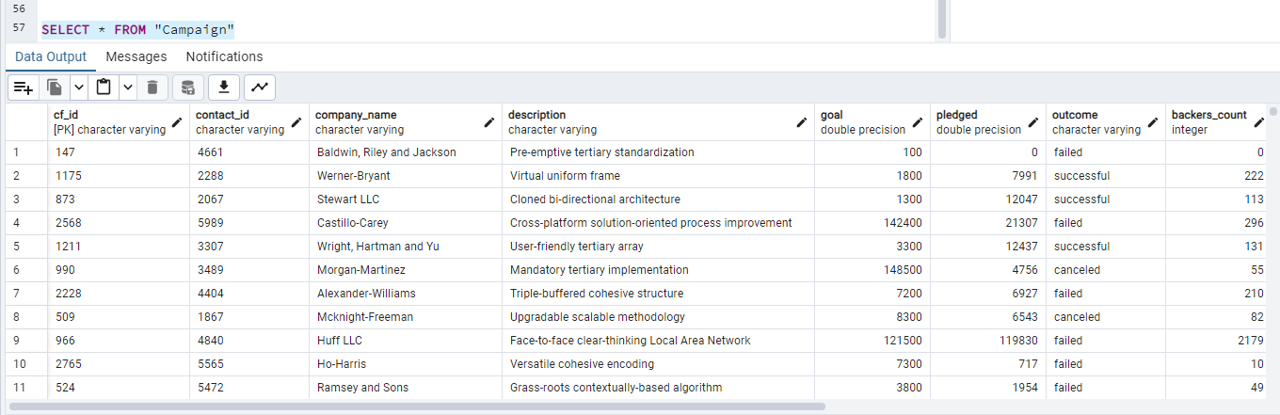 56
57 SELECT * FROM "Campaign"
Data Output Messages Notifications
cf_id contact_id company_name description goal pledged outcome backers_count
[PK] character varying character varying character varying character varying double precision double precision character varying integer
1 147 4661 Baldwin, Riley and Jackson Pre-emptive tertiary standardization 100 0 failed 0
2 1175 2288 Werner-Bryant Virtual uniform frame 1800 7991 successful 222
3 873 2067 Stewart LLC Cloned bi-directional architecture 1300 12047 successful 113
4 2568 5989 Castillo-Carey Cross-platform solution-oriented process improvement 142400 21307 failed 296
5 1211 3307 Wright, Hartman and Yu User-friendly tertiary array 3300 12437 successful 131
6 990 3489 Morgan-Martinez Mandatory tertiary implementation 148500 4756 canceled 55
7 2228 4404 Alexander-Williams Triple-buffered cohesive structure 7200 6927 failed 210
8 509 1867 Mcknight-Freeman Upgradable scalable methodology 8300 6543 canceled 82
9 966 4840 Huff LLC Face-to-face clear-thinking Local Area Network 121500 119830 failed 2179
10 2765 5565 Ho-Harris Versatile cohesive encoding 7300 717 failed 10
11 524 5472 Ramsey and Sons Grass-roots contextually-based algorithm 3800 1954 failed 49